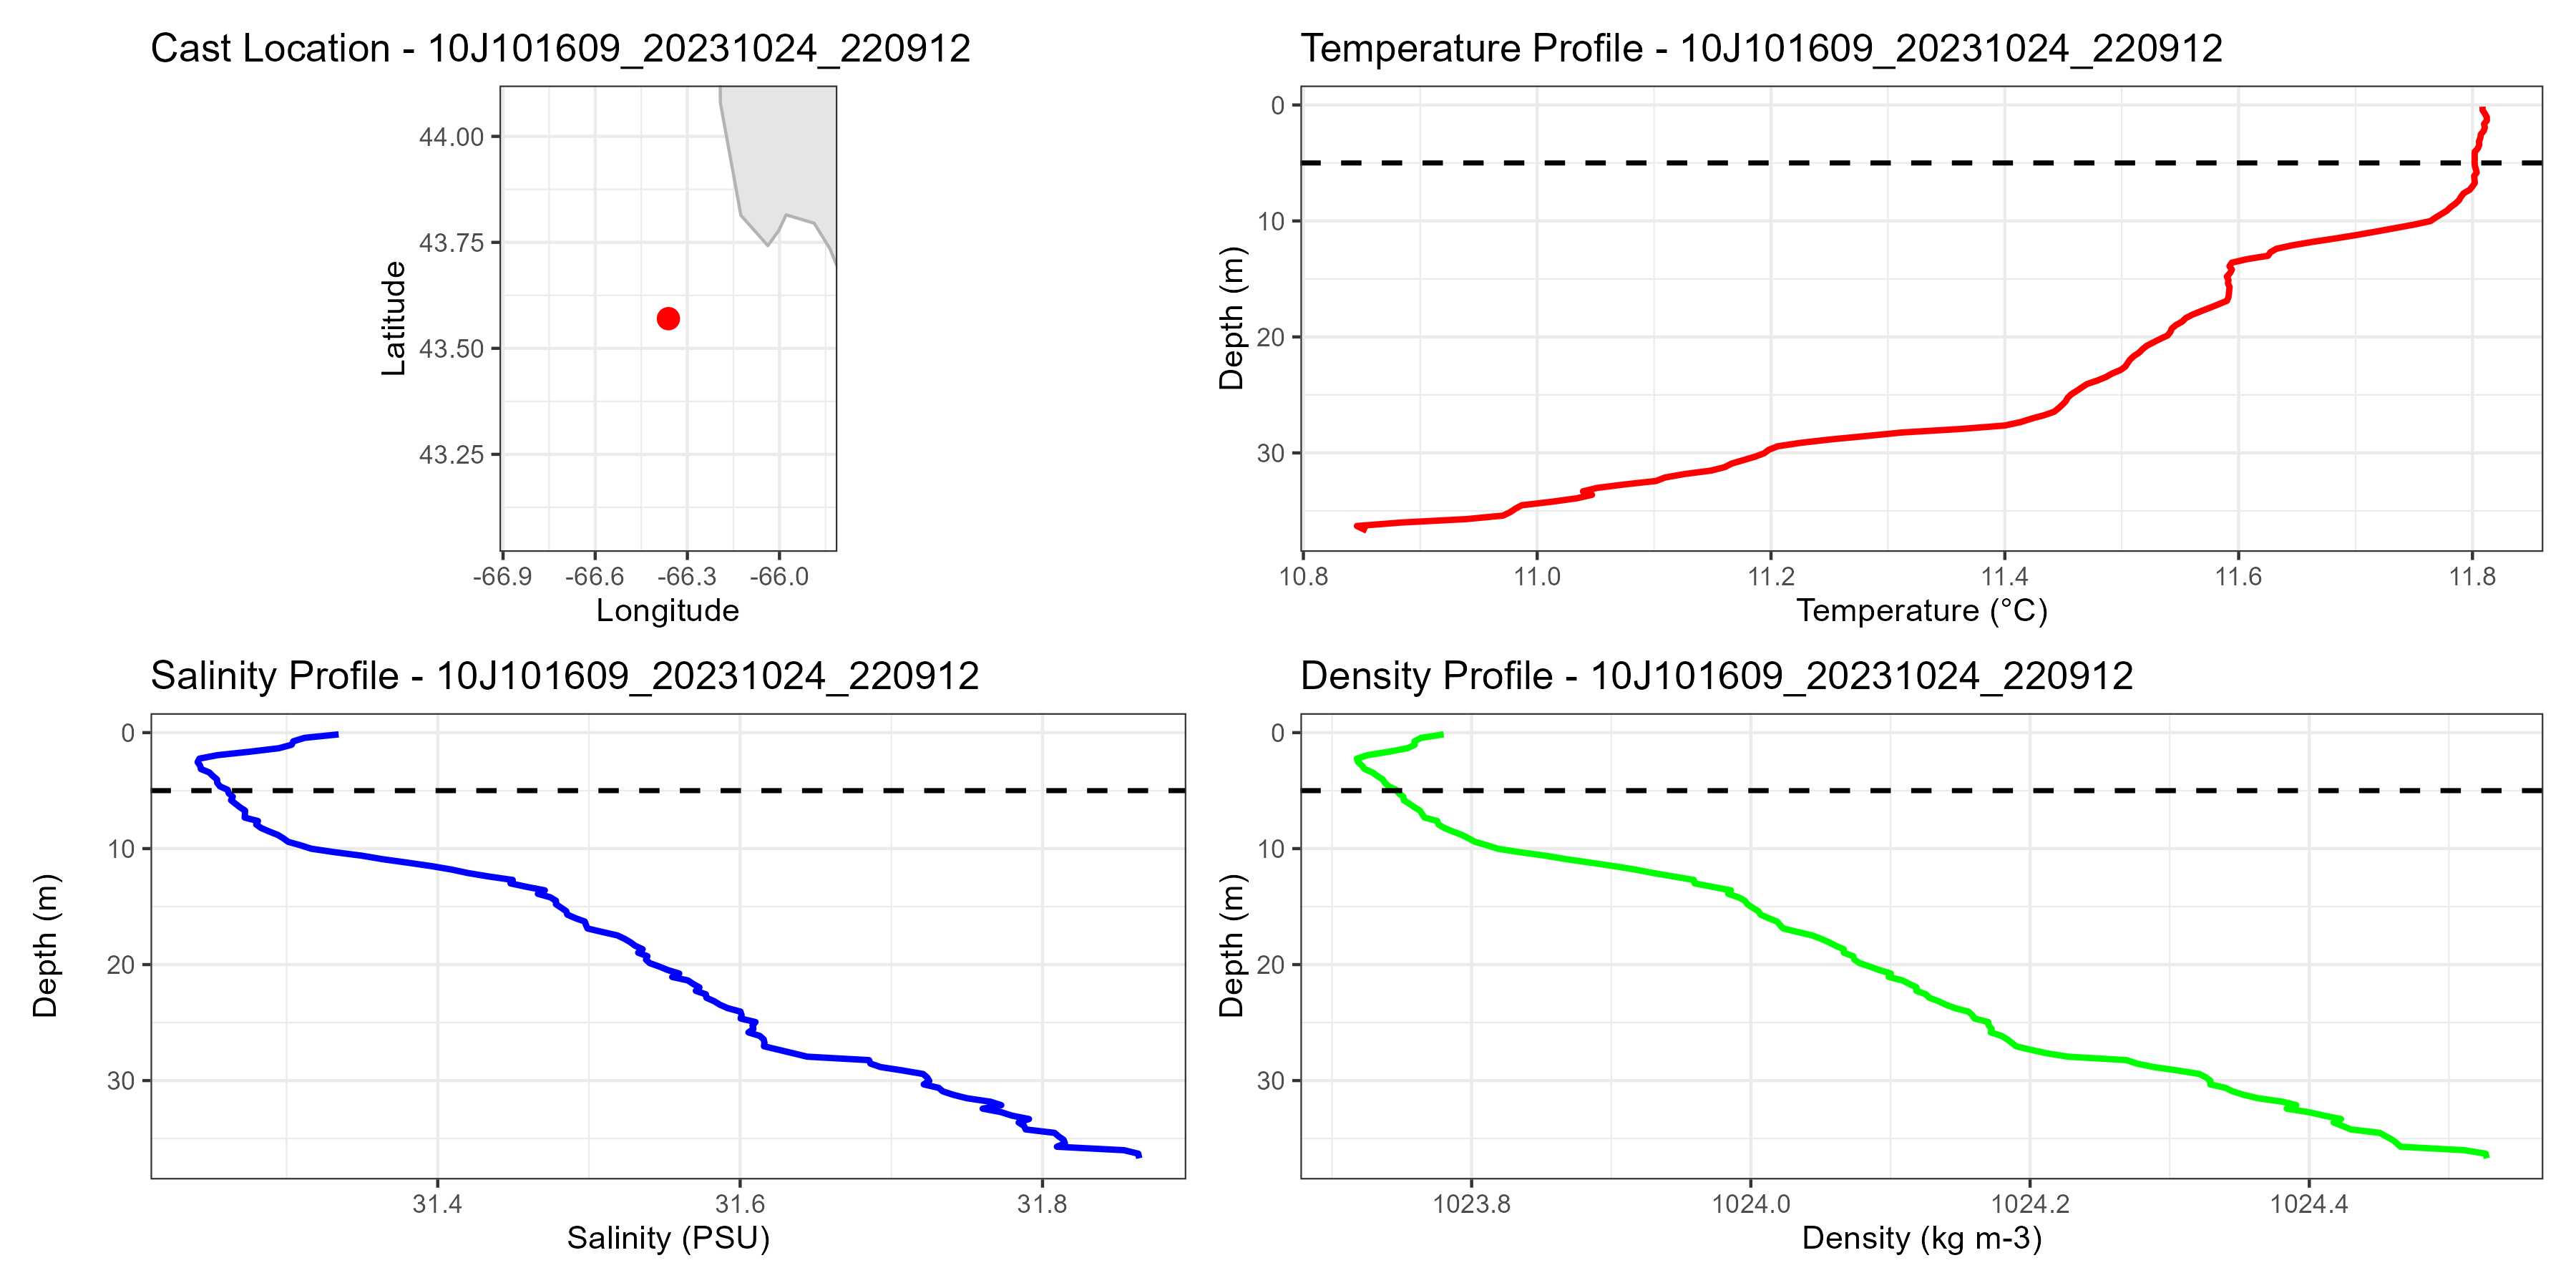 Cast Location - 10J101609_20231024_220912
44.00
43.75
43.50
43.25
Latitude
-66.9 -66.6 -66.3 -66.0
Longitude
Temperature Profile - 10J101609_20231024_220912
0
10
20
30
Depth (m)
10.8 11.0 11.2 11.4 11.6 11.8
Temperature (°C)
Salinity Profile - 10J101609_20231024_220912
0
10
20
30
Depth (m)
31.4 31.6 31.8
Salinity (PSU)
Density Profile - 10J101609_20231024_220912
0
10
20
30
Depth (m)
1023.8 1024.0 1024.2 1024.4
Density (kg m-3)